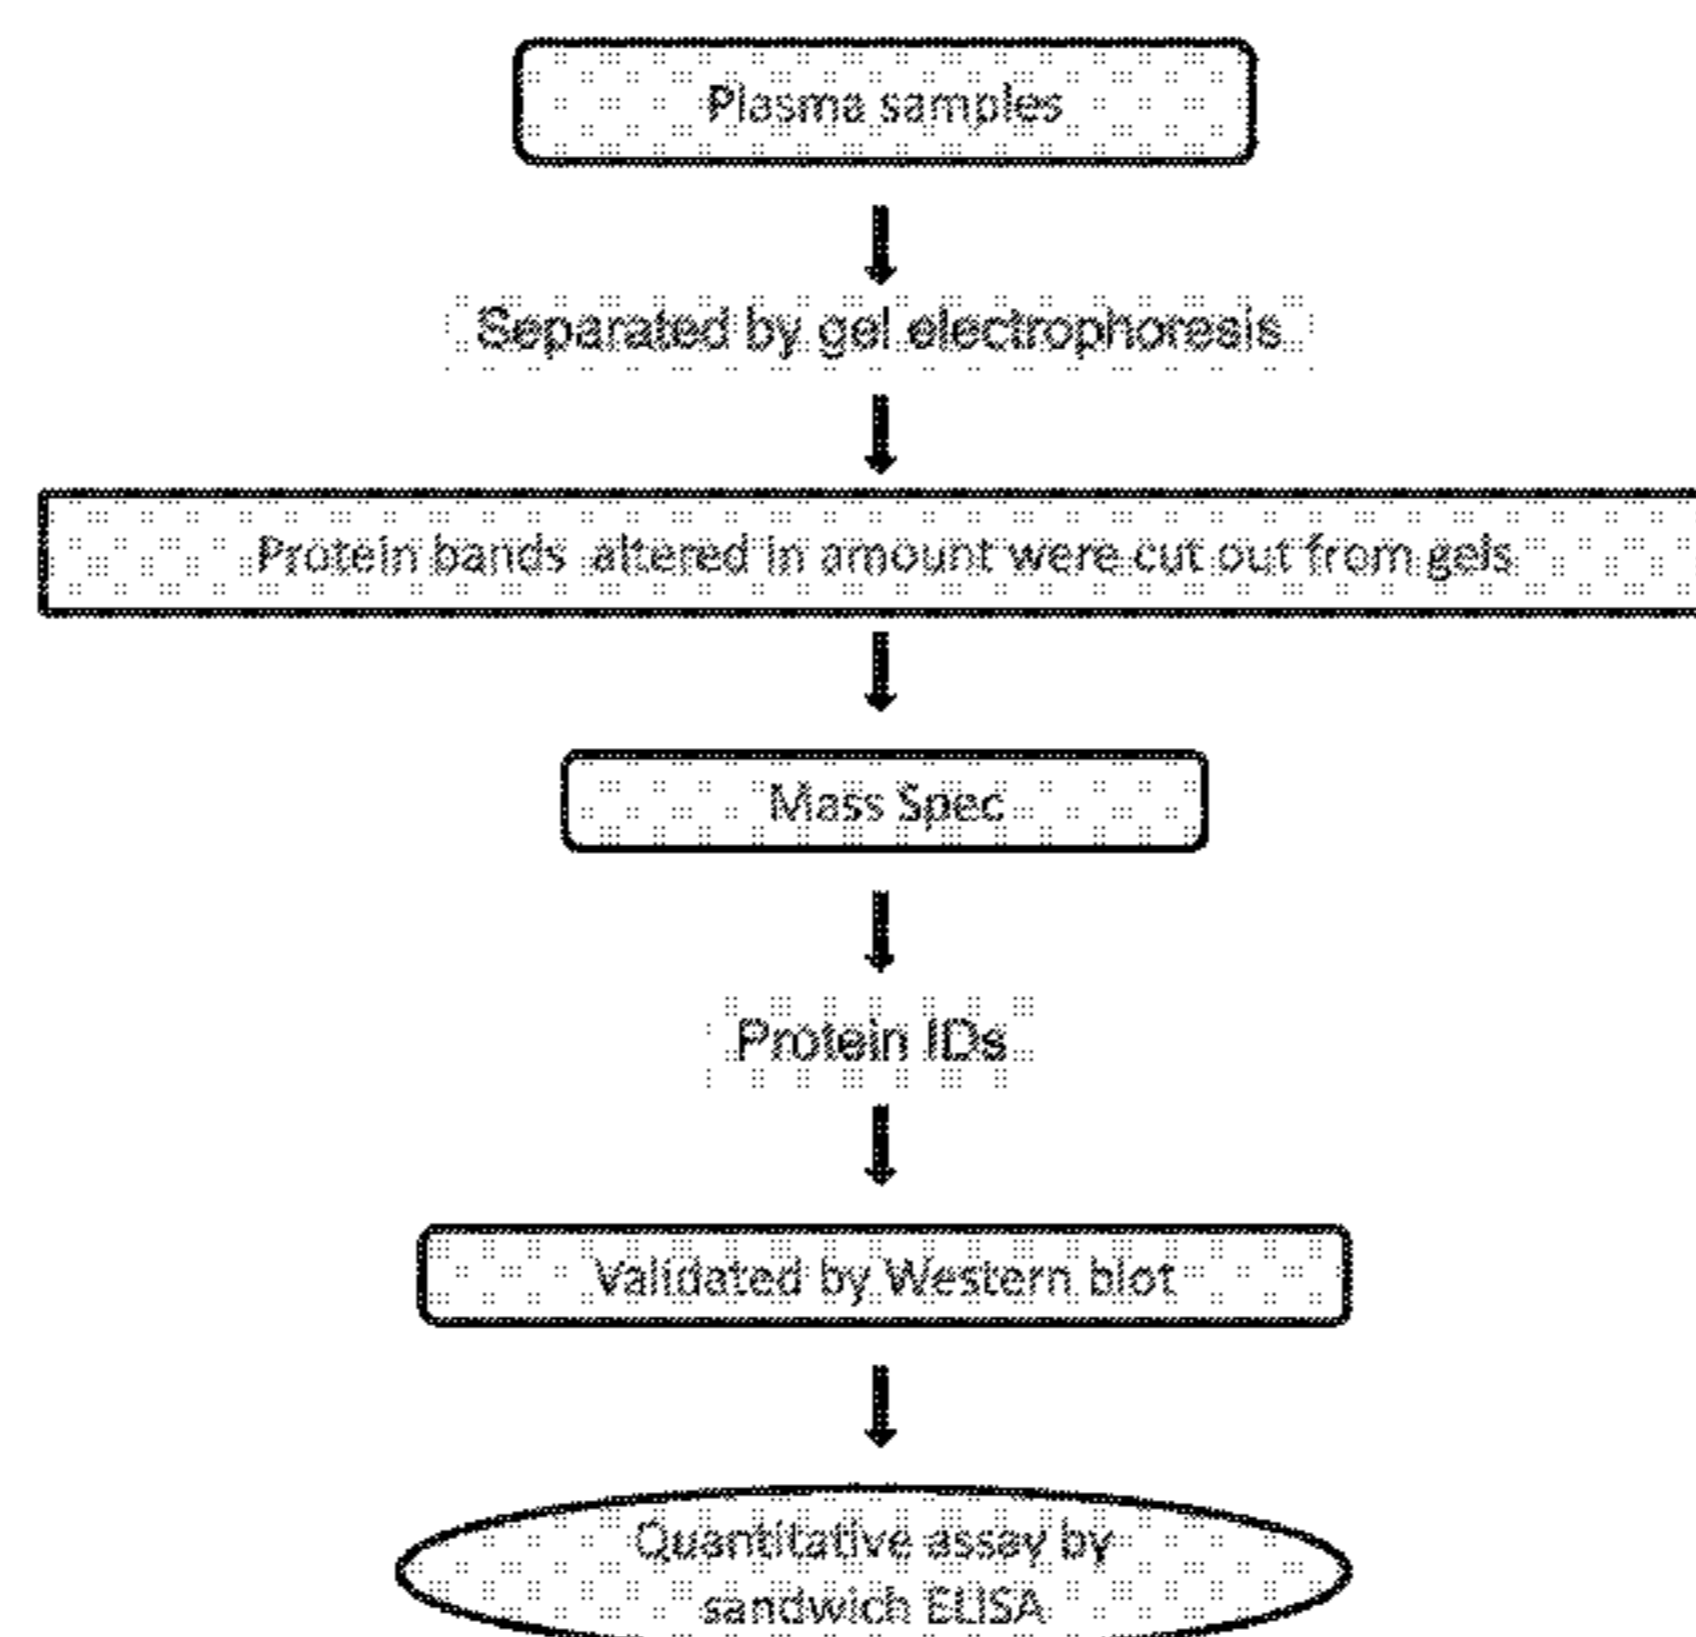 Plasma samples
Separated by gel electrophoresis
Protein bands altered in amount were cut out from gels
Mass Spec
Protein IDs
Validated by Western blot
Quantitative assay by
sandwich ELISA